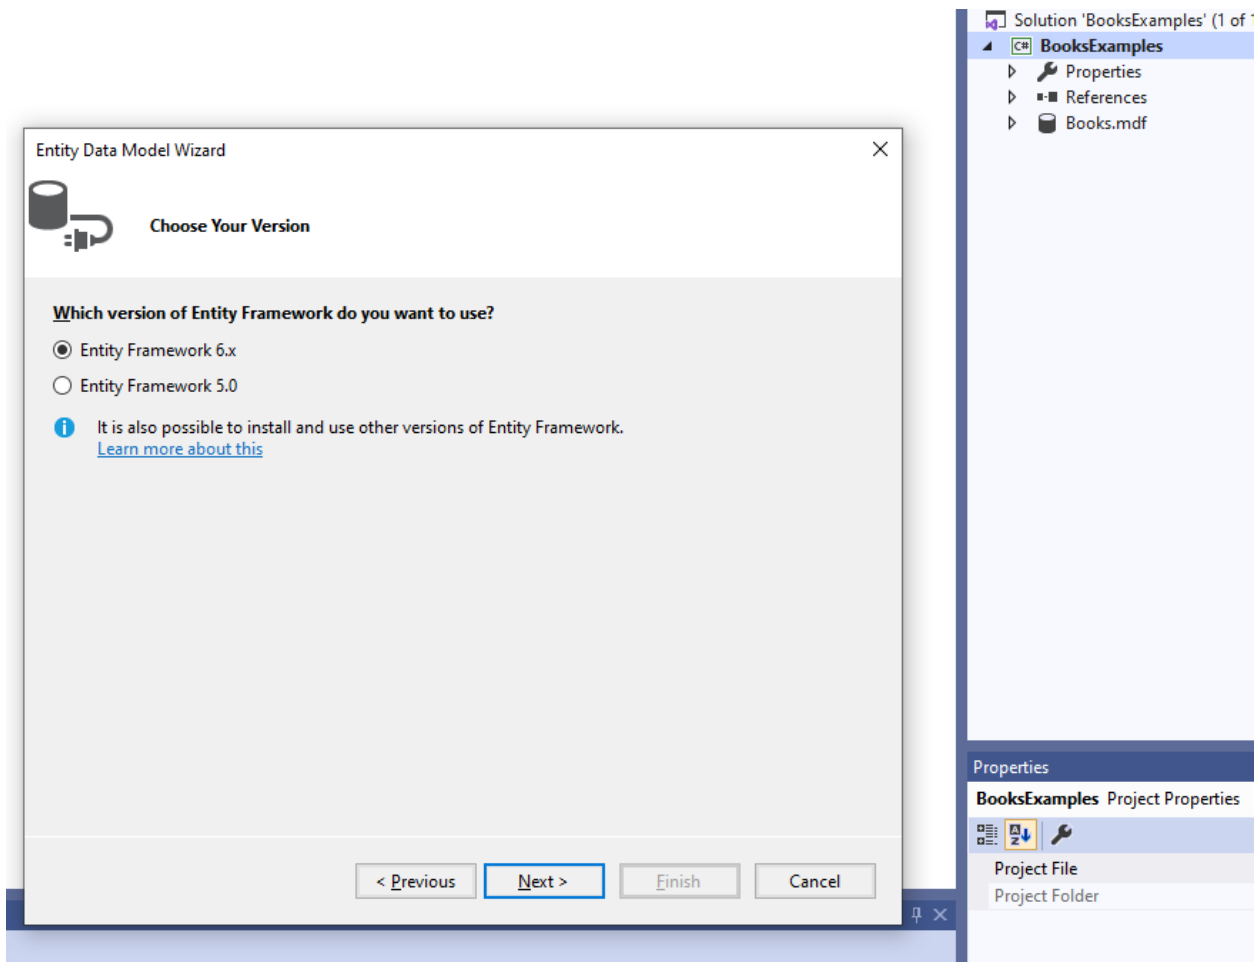 Solution 'BooksExamples' (1 of 1
C# BooksExamples
Properties
References
Books.mdf
Entity Data Model Wizard
Choose Your Version
Which version of Entity Framework do you want to use?
Entity Framework 6.x
Entity Framework 5.0
It is also possible to install and use other versions of Entity Framework.
Learn more about this
< Previous Next > Finish Cancel
Properties
BooksExamples Project Properties
Project File
Project Folder